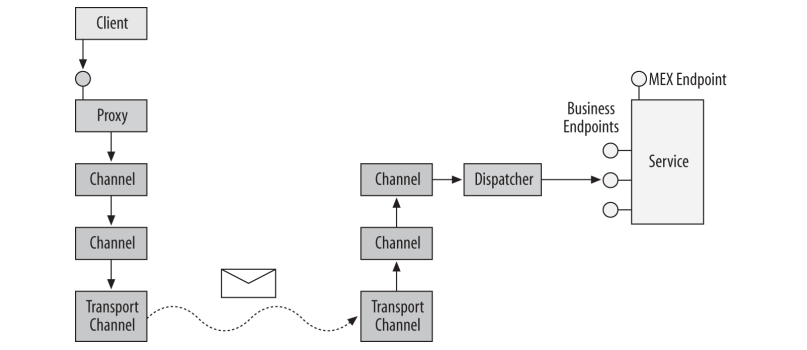 Client
Proxy
Channel
Channel
Transport
Channel
Transport
Channel
Channel
Channel
Dispatcher
Business
Endpoints
MEX Endpoint
Service